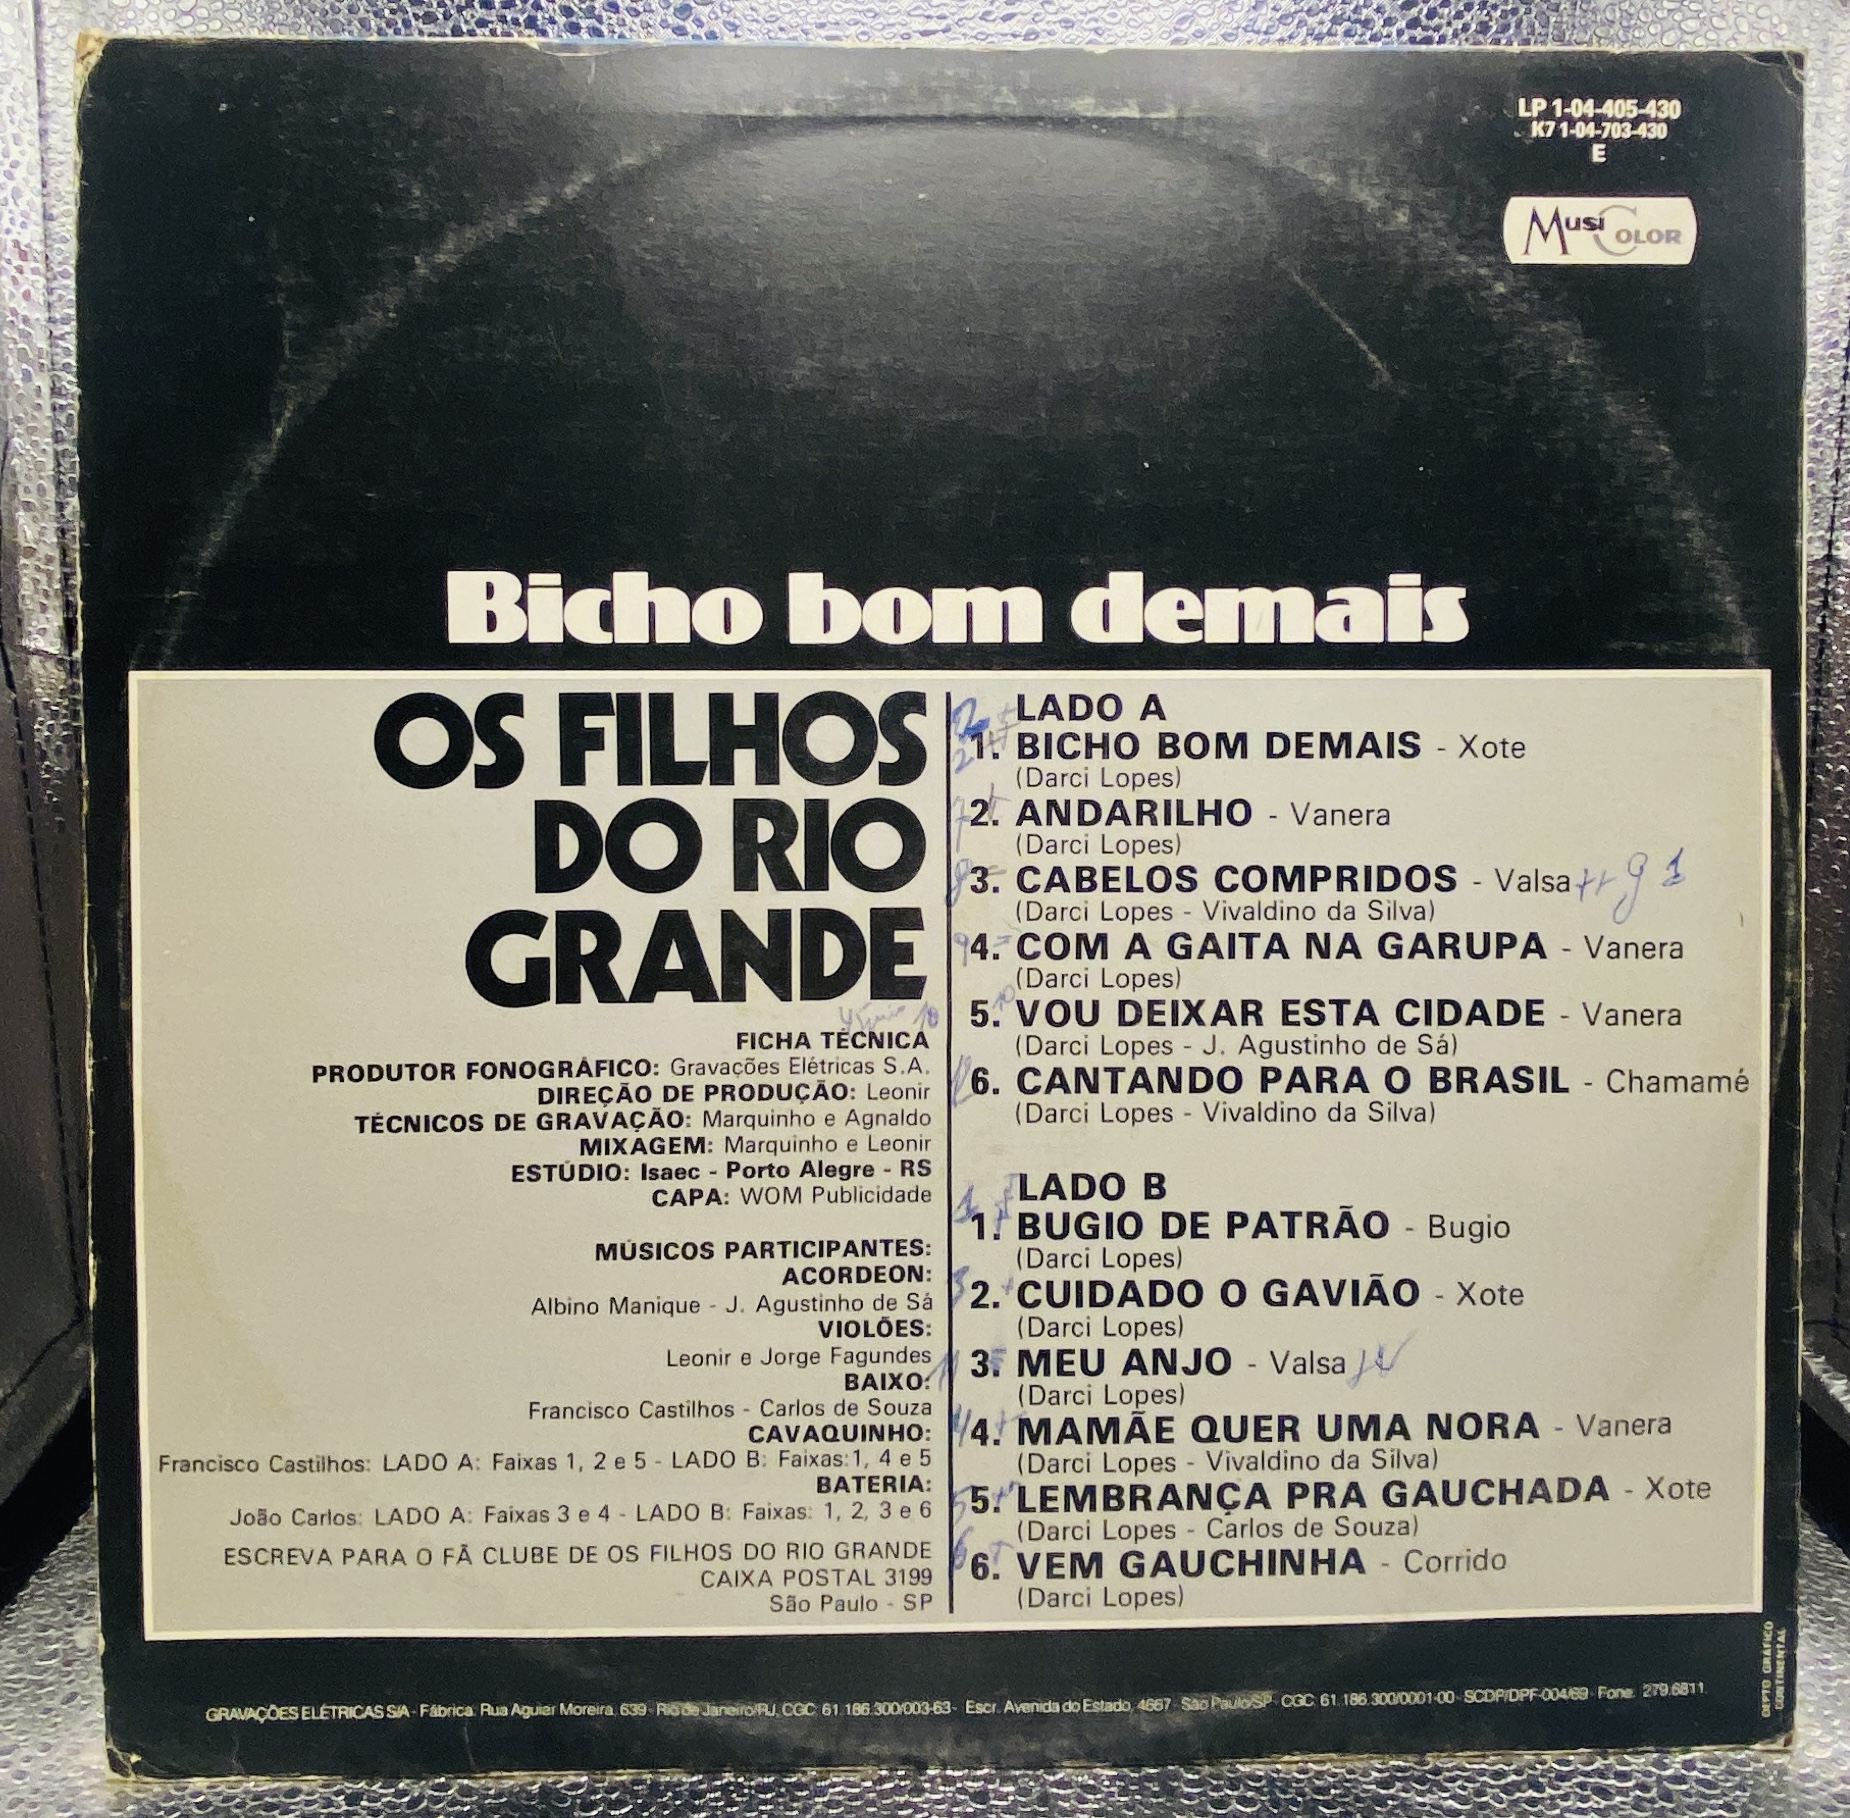 LP 1-04-405-430
K7 1-04-703-430
E
MUSICOLOR
Bicho bom demais
OS FILHOS
DO RIO
GRANDE
FICHA TÉCNICA
PRODUTOR FONOGRÁFICO: Gravações Elétricas S.A.
DIREÇÃO DE PRODUÇÃO: Leonir
TÉCNICOS DE GRAVAÇÃO: Marquinho e Agnaldo
MIXAGEM: Marquinho e Leonir
ESTÚDIO: Isaec - Porto Alegre - RS
CAPA: WOM Publicidade
MÚSICOS PARTICIPANTES:
ACORDEON:
Albino Manique - J. Agustinho de Sá
VIOLÕES:
Leonir e Jorge Fagundes
BAIXO:
Francisco Castilhos - Carlos de Souza
CAVAQUINHO:
Francisco Castilhos: LADO A: Faixas 1, 2 e 5 - LADO B: Faixas: 1, 4 e 5
BATERIA:
João Carlos: LADO A: Faixas 3 e 4 - LADO B: Faixas: 1, 2, 3 e 6
ESCREVA PARA O FÃ CLUBE DE OS FILHOS DO RIO GRANDE
CAIXA POSTAL 3199
São Paulo - SP
LADO A
1. BICHO BOM DEMAIS - Xote
(Darci Lopes)
2. ANDARILHO - Vanera
(Darci Lopes)
3. CABELOS COMPRIDOS - Valsa
(Darci Lopes - Vivaldino da Silva)
4. COM A GAITA NA GARUPA - Vanera
(Darci Lopes)
5. VOU DEIXAR ESTA CIDADE - Vanera
(Darci Lopes - J. Agustinho de Sá)
6. CANTANDO PARA O BRASIL - Chamamé
(Darci Lopes - Vivaldino da Silva)
LADO B
1. BUGIO DE PATRÃO - Bugio
(Darci Lopes)
2. CUIDADO O GAVIÃO - Xote
(Darci Lopes)
3. MEU ANJO - Valsa
(Darci Lopes)
4. MAMÃE QUER UMA NORA - Vanera
(Darci Lopes - Vivaldino da Silva)
5. LEMBRANÇA PRA GAUCHADA - Xote
(Darci Lopes - Carlos de Souza)
6. VEM GAUCHINHA - Corrido
(Darci Lopes)
GRAVAÇÕES ELÉTRICAS S/A - Fábrica: Rua Aguiar Moreira, 639 - Rio de Janeiro/RJ. CGC 61.186.300/003-63 - Escr. Avenida do Estado, 4667 - São Paulo/SP - CGC 61.186.300/0001-00 - SCDP/DPF-004/69 - Fone: 279.6811.
DEPTO GRÁFICO
CONTINENTAL